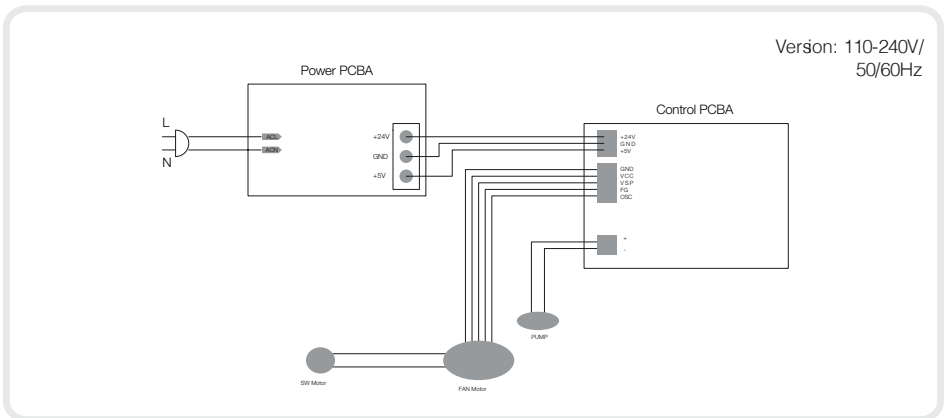 Version: 110-240V/
50/60Hz
Power PCBA
Control PCBA
L
N
ACL
ACN
+24V
GND
+5V
+24V
GND
+5V
GND
VCC
VSP
FG
OSC
+
-
PUMP
SW Motor
FAN Motor